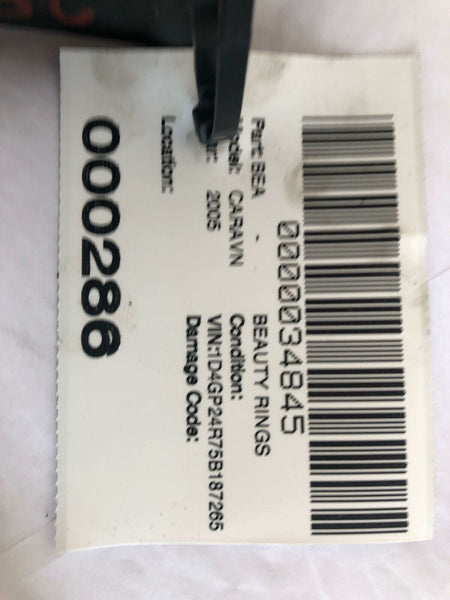 0000034845
Part: BEA - BEAUTY RINGS
Model: CARAVN Condition:
2005 VIN:1D4GP24R75B187265
Damage Code:
Location:
000286